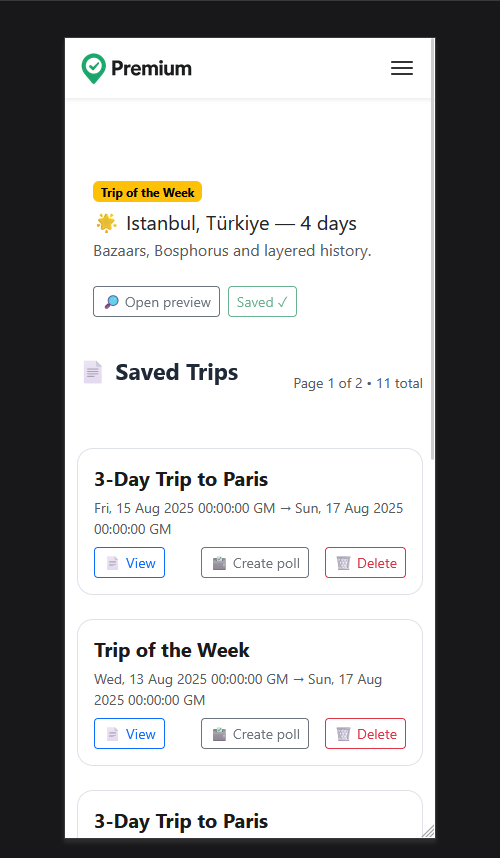 Premium
Trip of the Week
🌟 Istanbul, Türkiye — 4 days
Bazaars, Bosphorus and layered history.
🔎 Open preview
Saved ✓
📄 Saved Trips
Page 1 of 2 • 11 total
3-Day Trip to Paris
Fri, 15 Aug 2025 00:00:00 GM → Sun, 17 Aug 2025
00:00:00 GM
📄 View
🗳️ Create poll
🗑️ Delete
Trip of the Week
Wed, 13 Aug 2025 00:00:00 GM → Sun, 17 Aug
2025 00:00:00 GM
📄 View
🗳️ Create poll
🗑️ Delete
3-Day Trip to Paris